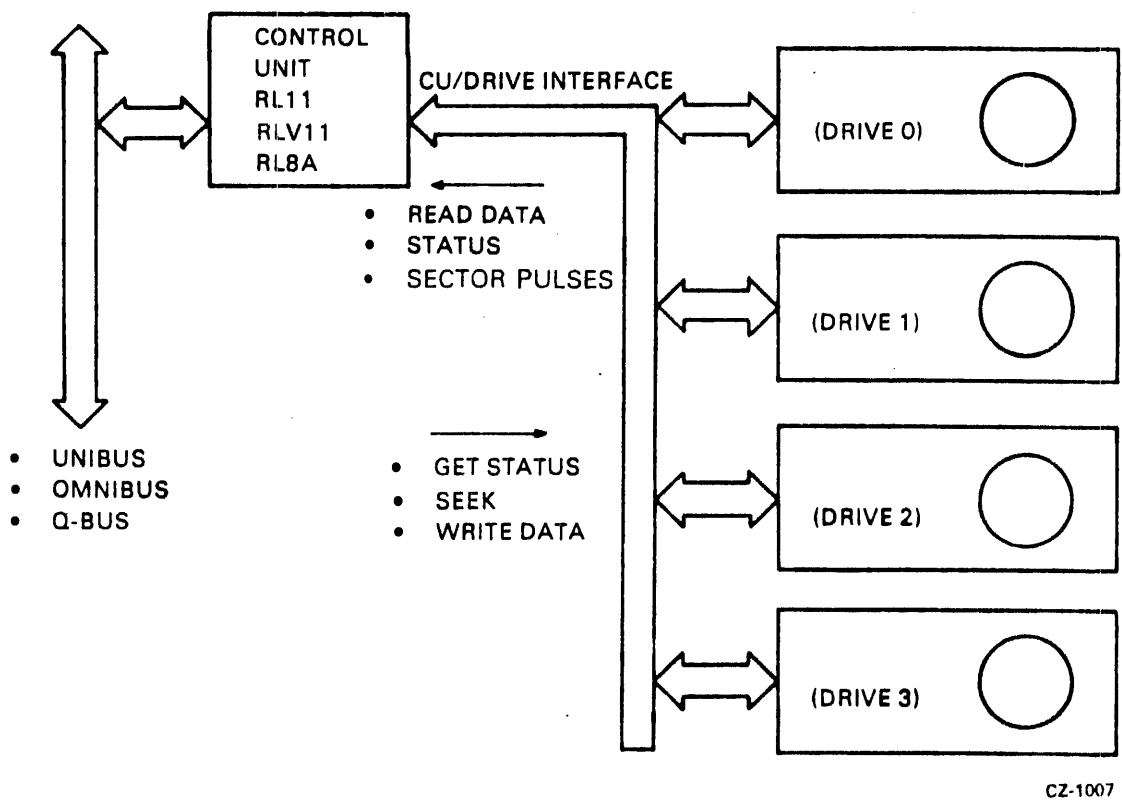 CONTROL
UNIT
RL11
RLV11
RL8A
CU/DRIVE INTERFACE
(DRIVE 0)
• READ DATA
• STATUS
• SECTOR PULSES
(DRIVE 1)
• UNIBUS
• OMNIBUS
• Q-BUS
• GET STATUS
• SEEK
• WRITE DATA
(DRIVE 2)
(DRIVE 3)
CZ-1007